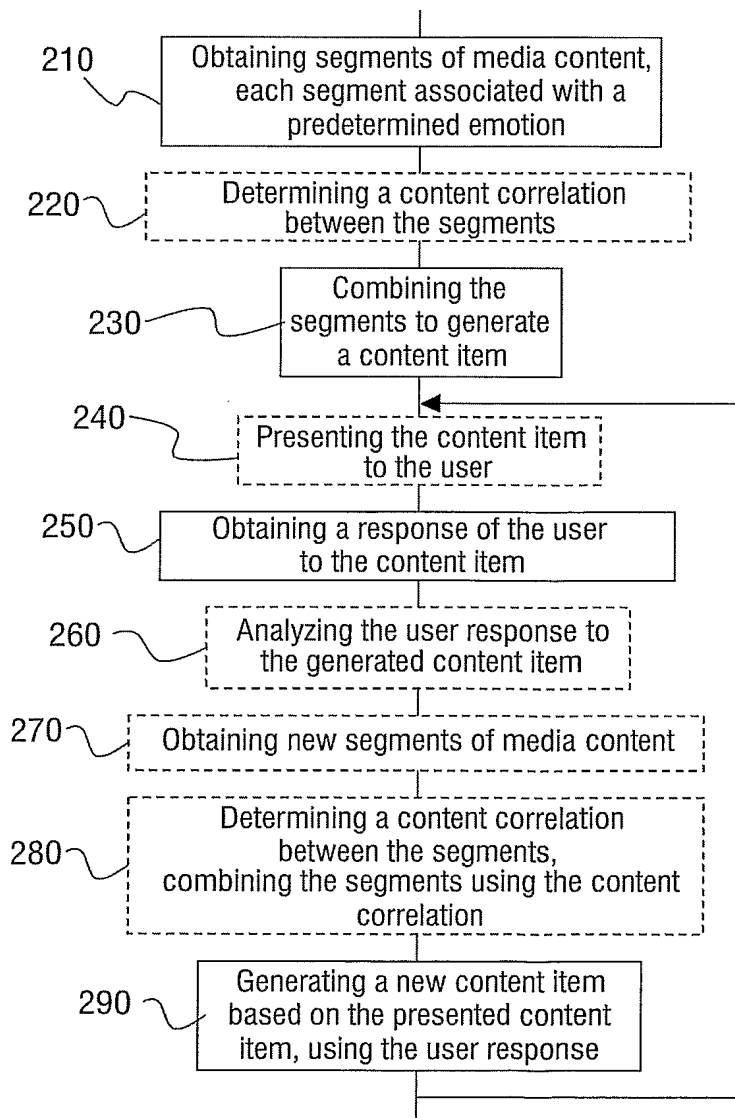 210
Obtaining segments of media content,
each segment associated with a
predetermined emotion
220
Determining a content correlation
between the segments
230
Combining the
segments to generate
a content item
240
Presenting the content item
to the user
250
Obtaining a response of the user
to the content item
260
Analyzing the user response to
the generated content item
270
Obtaining new segments of media content
280
Determining a content correlation
between the segments,
combining the segments using the content
correlation
290
Generating a new content item
based on the presented content
item, using the user response